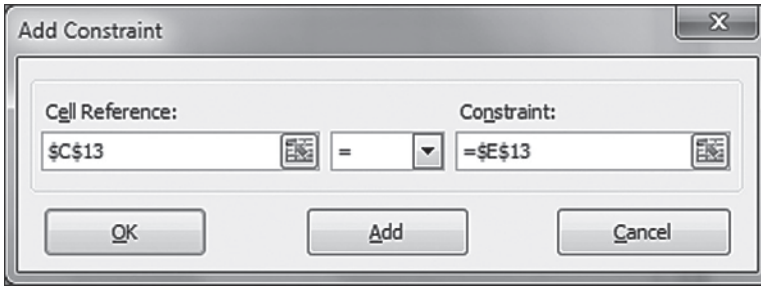 Add Constraint
Cell Reference: Constraint:
$C$13 = =$E$13
OK Add Cancel